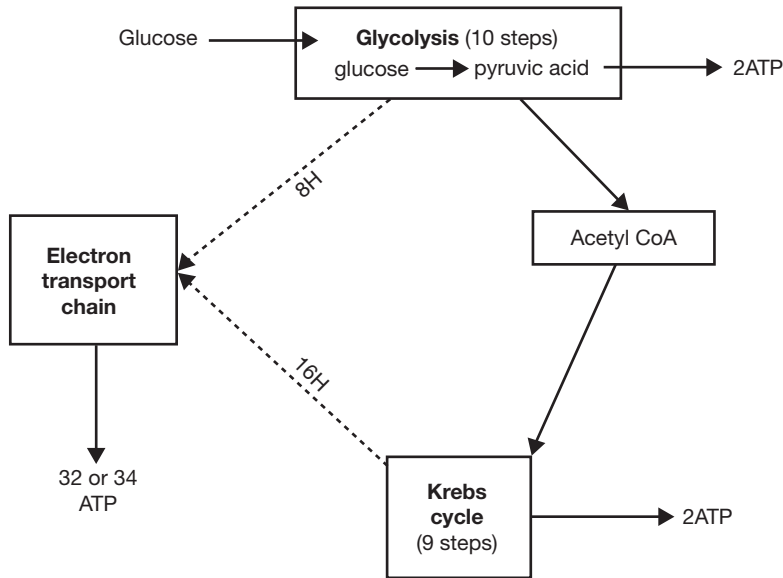 Glucose
Glycolysis (10 steps)
glucose pyruvic acid
2ATP
8H
Acetyl CoA
Electron
transport
chain
16H
32 or 34
ATP
Krebs
cycle
(9 steps)
2ATP